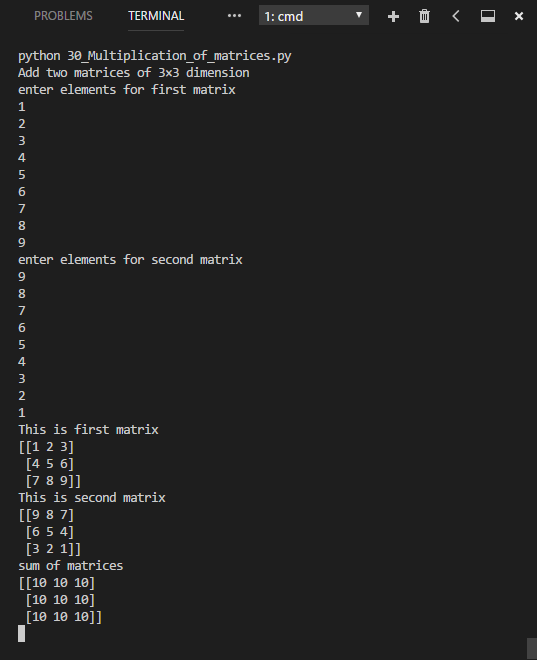 PROBLEMS TERMINAL ••• 1: cmd
python 30_Multiplication_of_matrices.py
Add two matrices of 3×3 dimension
enter elements for first matrix
1
2
3
4
5
6
7
8
9
enter elements for second matrix
9
8
7
6
5
4
3
2
1
This is first matrix
[[1 2 3]
 [4 5 6]
 [7 8 9]]
This is second matrix
[[9 8 7]
 [6 5 4]
 [3 2 1]]
sum of matrices
[[10 10 10]
 [10 10 10]
 [10 10 10]]